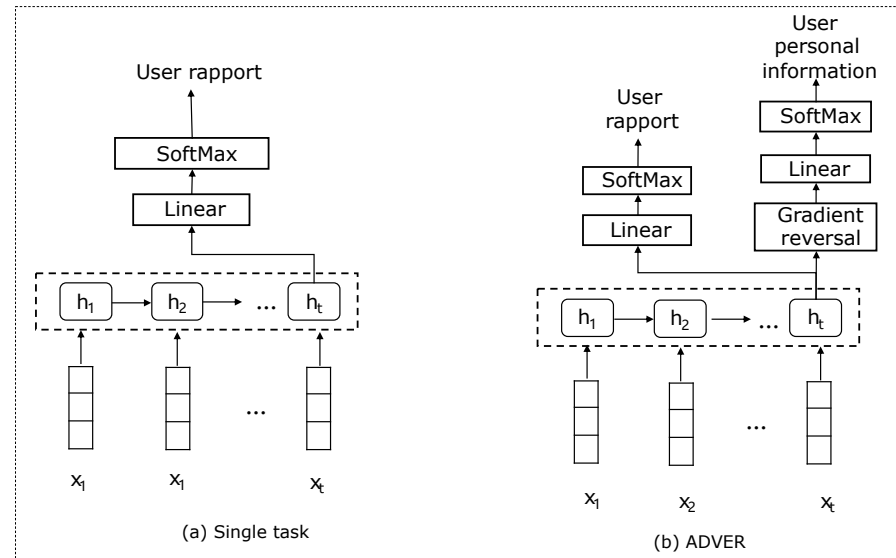 User rapport
SoftMax
Linear
h1 h2 ... ht
...
x1 x1 xt
(a) Single task
User
personal
information
SoftMax
Linear
Gradient
reversal
User
rapport
SoftMax
Linear
h1 h2 ... ht
...
x1 x2 xt
(b) ADVER